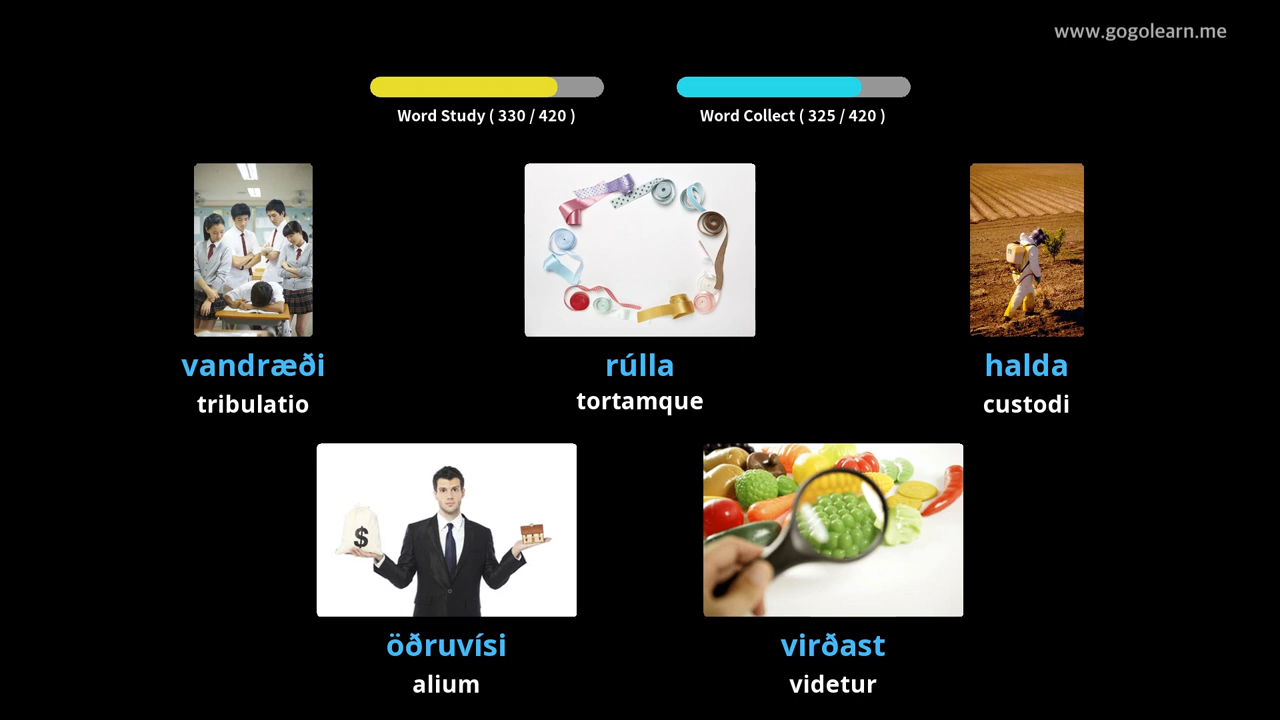 www.gogolearn.me
Word Study ( 330 / 420 )
Word Collect ( 325 / 420 )
vandræði
tribulatio
rúlla
tortamque
halda
custodi
$
öðruvísi
alium
virðast
videtur